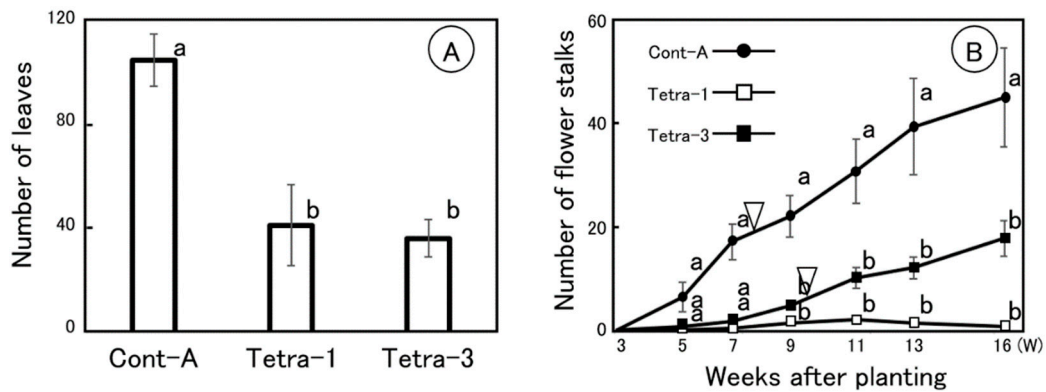 Number of leaves
120
80
40
0
a
b
b
A
Cont-A Tetra-1 Tetra-3
Number of flower stalks
60
40
20
0
Cont-A
Tetra-1
Tetra-3
B
a
a
a
a
a
a
a
a
a
a
b
b
b
b
b
b
b
b
3 5 7 9 11 13 16 (W)
Weeks after planting